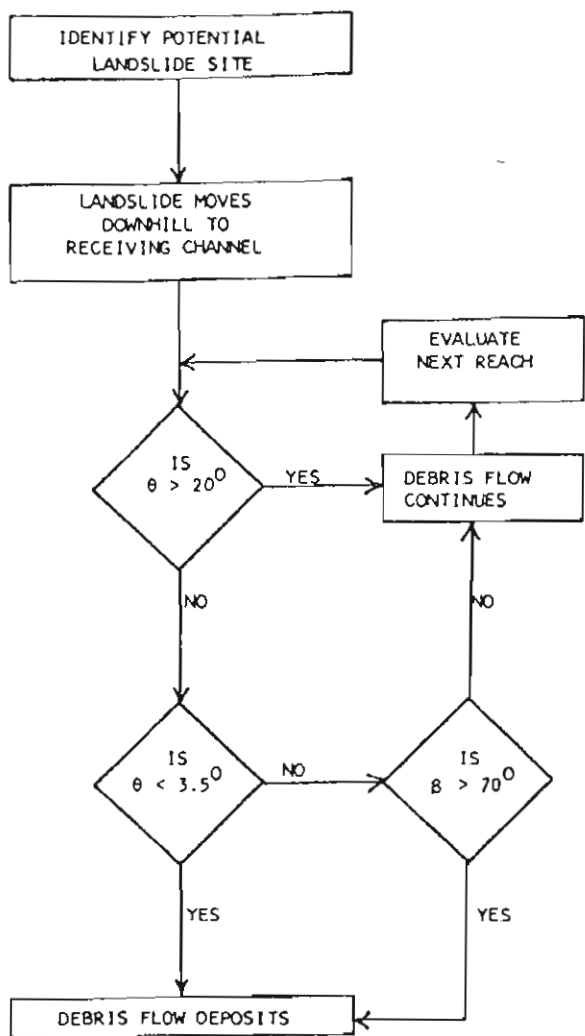 IDENTIFY POTENTIAL
LANDSLIDE SITE
LANDSLIDE MOVES
DOWNHILL TO
RECEIVING CHANNEL
EVALUATE
NEXT REACH
IS
θ > 20⁰
YES
DEBRIS FLOW
CONTINUES
NO
NO
IS
θ < 3.5⁰
NO
IS
β > 70⁰
YES
YES
DEBRIS FLOW DEPOSITS